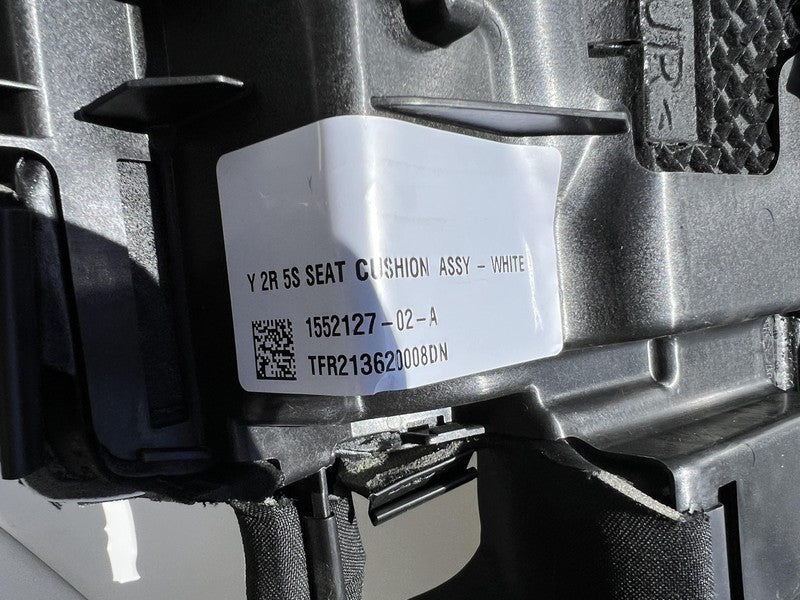 Y 2R 5S SEAT CUSHION ASSY - WHITE
1552127-02-A
TFR213620008DN